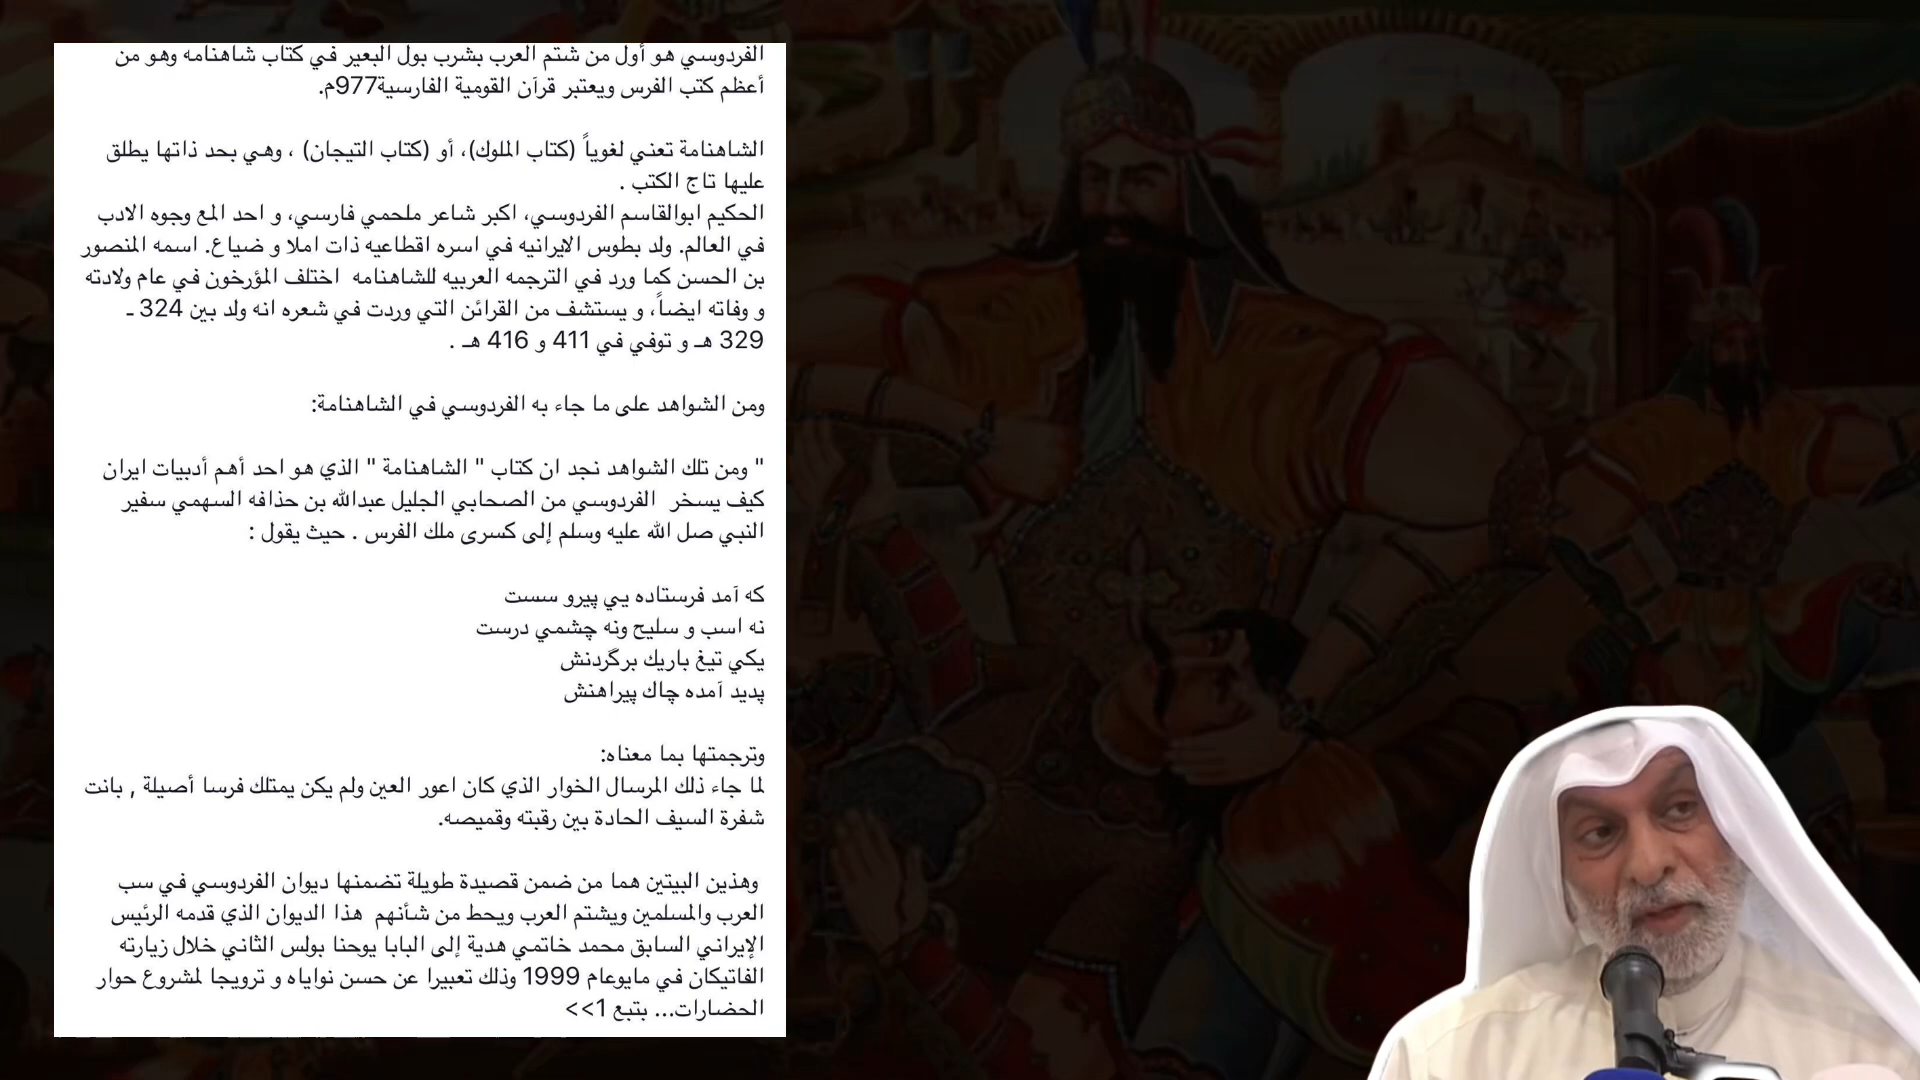 الفردوسي هو أول من شتم العرب بشرب بول البعير في كتاب شاهنامه وهو من
أعظم كتب الفرس ويعتبر قرآن القومية الفارسية977م.
الشاهنامة تعني لغوياً (كتاب الملوك)، أو (كتاب التيجان) ، وهي بحد ذاتها يطلق
عليها تاج الكتب .
الحكيم ابوالقاسم الفردوسي، اكبر شاعر ملحمي فارسي، و احد المع وجوه الادب
في العالم. ولد بطوس الايرانيه في اسره اقطاعيه ذات املا و ضياع. اسمه المنصور
بن الحسن كما ورد في الترجمه العربيه للشاهنامه اختلف المؤرخون في عام ولادته
و وفاته ايضاً، و يستشف من القرائن التي وردت في شعره انه ولد بين 324 ـ
329 هـ و توفي في 411 و 416 هـ .
ومن الشواهد على ما جاء به الفردوسي في الشاهنامة:
" ومن تلك الشواهد نجد ان كتاب " الشاهنامة " الذي هو احد أهم أدبيات ايران
كيف يسخر الفردوسي من الصحابي الجليل عبدالله بن حذافه السهمي سفير
النبي صل الله عليه وسلم إلى كسرى ملك الفرس . حيث يقول :
كه آمد فرستاده يي پيرو سست
نه اسب و سليح ونه چشمي درست
يكي تيغ باريك برگردنش
پديد آمده چاك پيراهنش
وترجمتها بما معناه:
لما جاء ذلك المرسال الخوار الذي كان اعور العين ولم يكن يمتلك فرسا أصيلة , بانت
شفرة السيف الحادة بين رقبته وقميصه.
وهذين البيتين هما من ضمن قصيدة طويلة تضمنها ديوان الفردوسي في سب
العرب والمسلمين ويشتم العرب ويحط من شأنهم هذا الديوان الذي قدمه الرئيس
الإيراني السابق محمد خاتمي هدية إلى البابا يوحنا بولس الثاني خلال زيارته
الفاتيكان في مايوعام 1999 وذلك تعبيرا عن حسن نواياه و ترويجا لمشروع حوار
الحضارات... بتبع 1>>